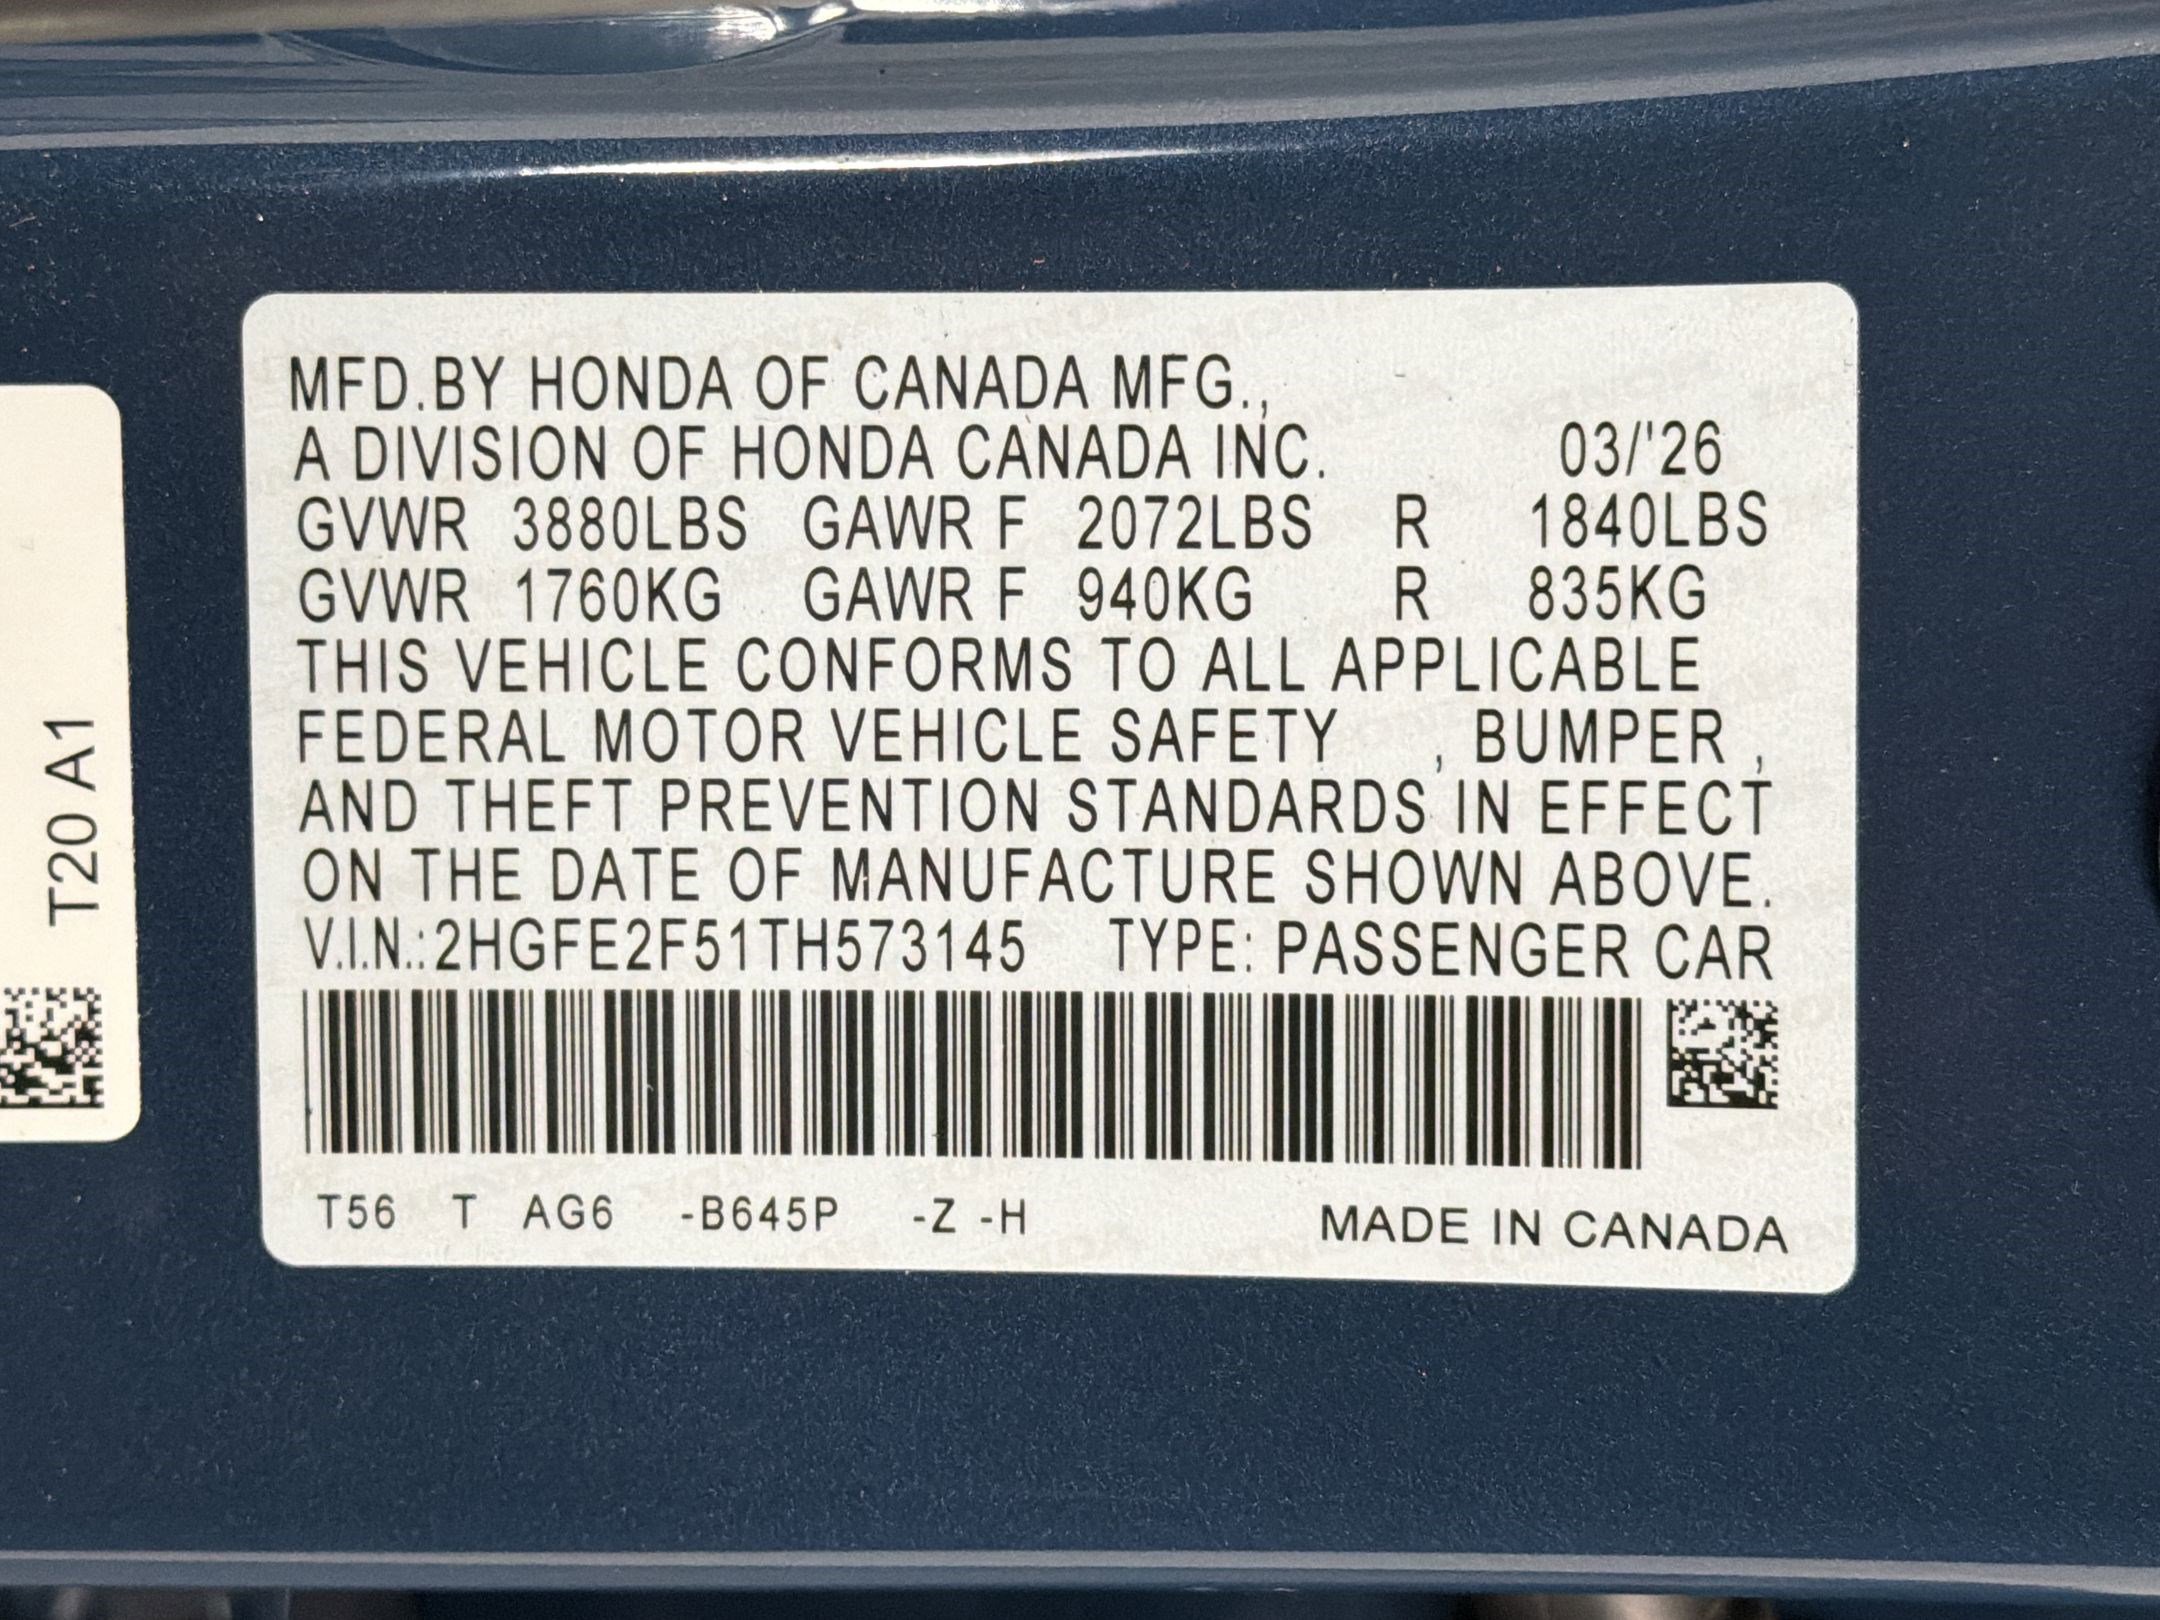 MFD.BY HONDA OF CANADA MFG.,
A DIVISION OF HONDA CANADA INC. 03/'26
GVWR 3880LBS GAWR F 2072LBS R 1840LBS
GVWR 1760KG GAWR F 940KG R 835KG
THIS VEHICLE CONFORMS TO ALL APPLICABLE
FEDERAL MOTOR VEHICLE SAFETY , BUMPER ,
AND THEFT PREVENTION STANDARDS IN EFFECT
ON THE DATE OF MANUFACTURE SHOWN ABOVE.
V.I.N.:2HGFE2F51TH573145 TYPE: PASSENGER CAR
T56 T AG6 -B645P -Z -H MADE IN CANADA
T20 A1